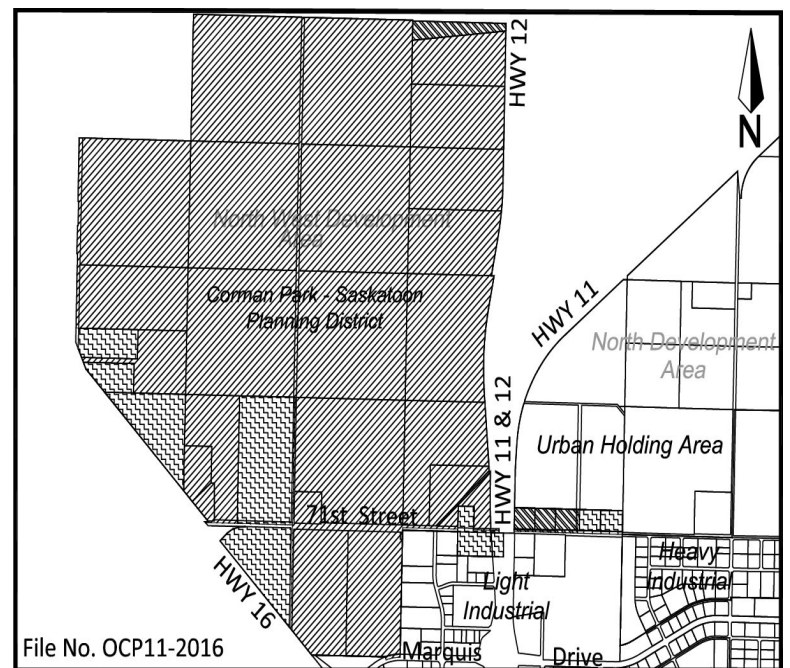 HWY 12
N
North West Development
Area
Corman Park - Saskatoon
Planning District
HWY 11
North Development
Area
HWY 11 & 12
Urban Holding Area
71st Street
HWY 16
Light
Industrial
Heavy
Industrial
File No. OCP11-2016
Marquis Drive